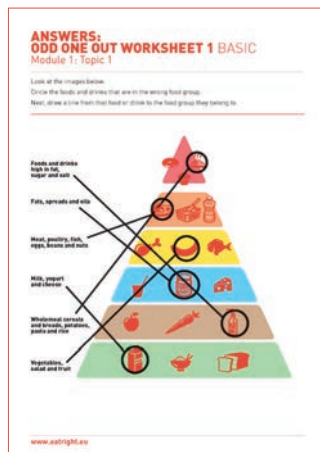 ANSWERS:
ODD ONE OUT WORKSHEET 1 BASIC
Module 1: Topic 1
Look at the images below.
Circle the foods and drinks that are in the wrong food group.
Next, draw a line from that food or drink to the food group they belong to.
Foods and drinks
high in fat,
sugar and salt
Fats, spreads and oils
Meat, poultry, fish,
eggs, beans and nuts
Milk, yogurt
and cheese
Wholemeal cereals
and breads, potatoes,
pasta and rice
Vegetables,
salad and fruit
www.eatright.eu